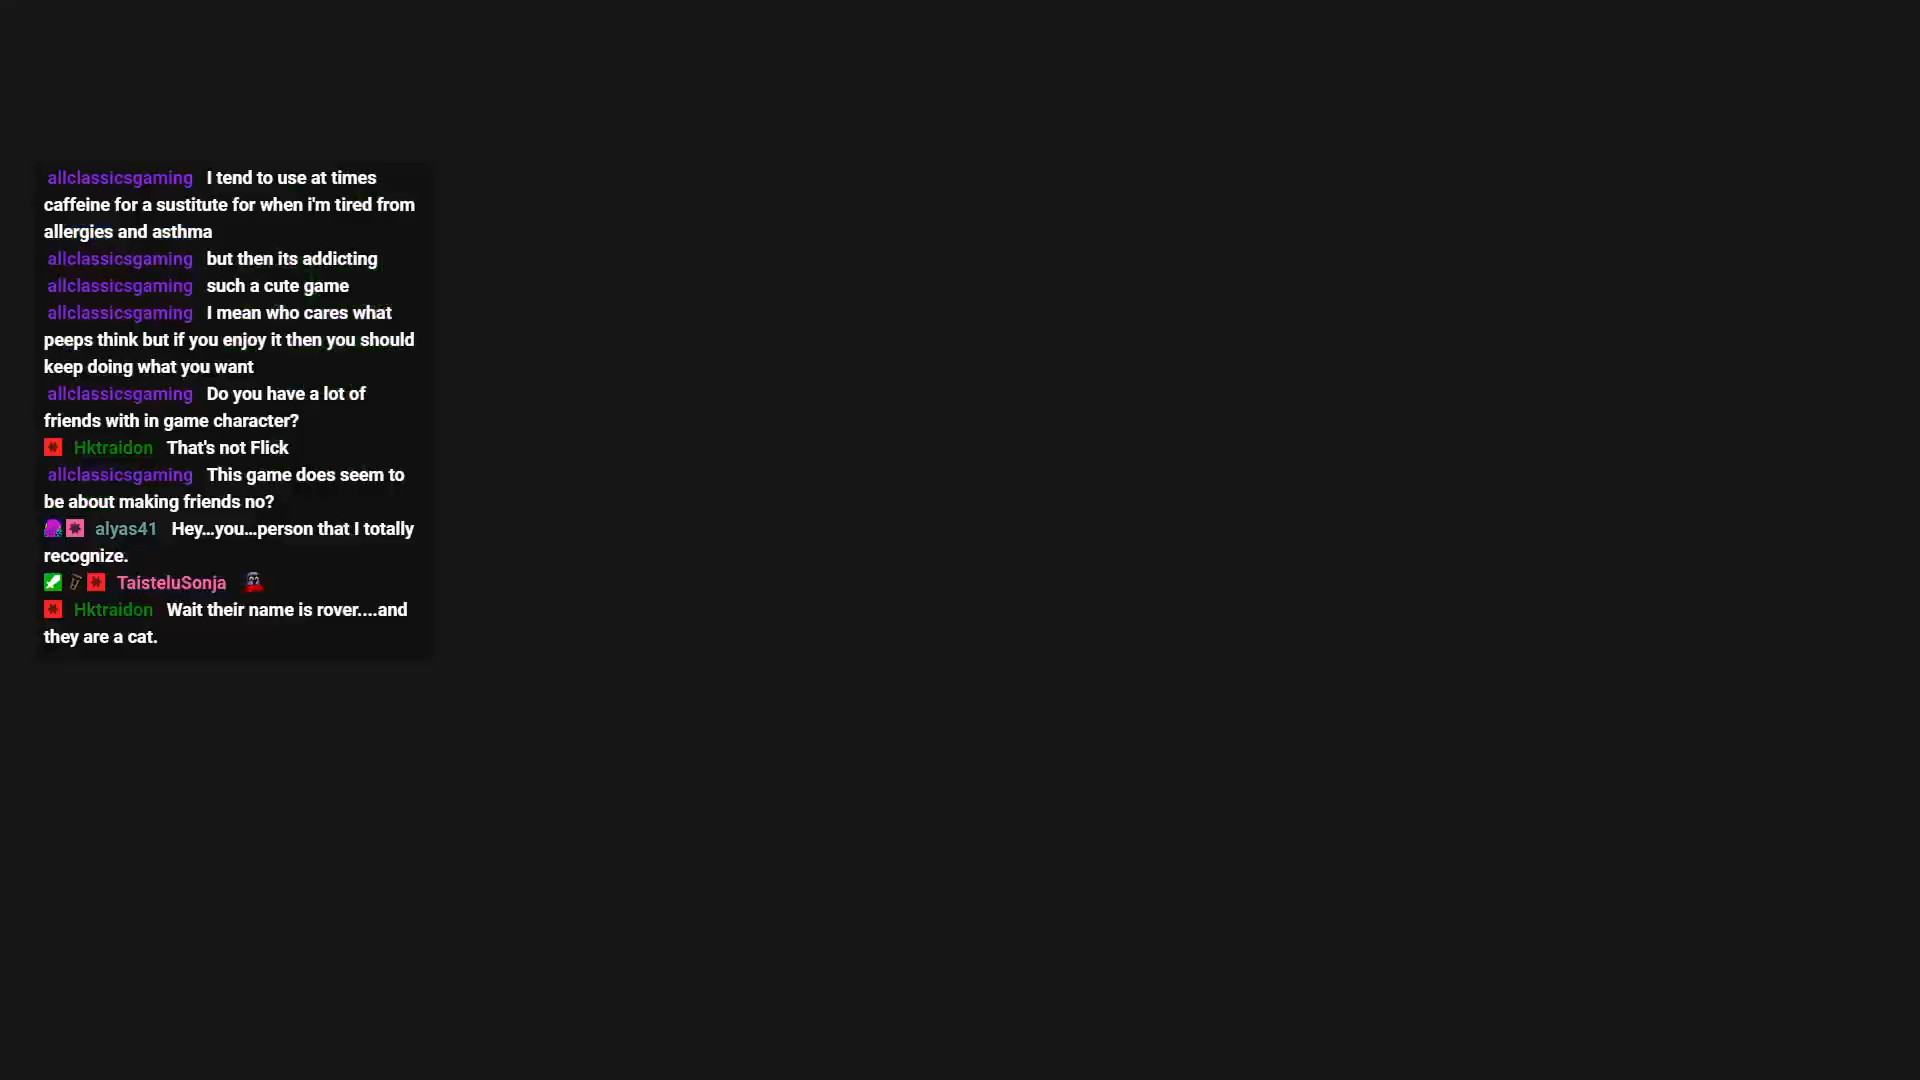 allclassicsgaming I tend to use at times
caffeine for a sustitute for when i'm tired from
allergies and asthma
allclassicsgaming but then its addicting
allclassicsgaming such a cute game
allclassicsgaming I mean who cares what
peeps think but if you enjoy it then you should
keep doing what you want
allclassicsgaming Do you have a lot of
friends with in game character?
Hktraidon That's not Flick
allclassicsgaming This game does seem to
be about making friends no?
alyas41 Hey...you...person that I totally
recognize.
TaisteluSonja
Hktraidon Wait their name is rover....and
they are a cat.